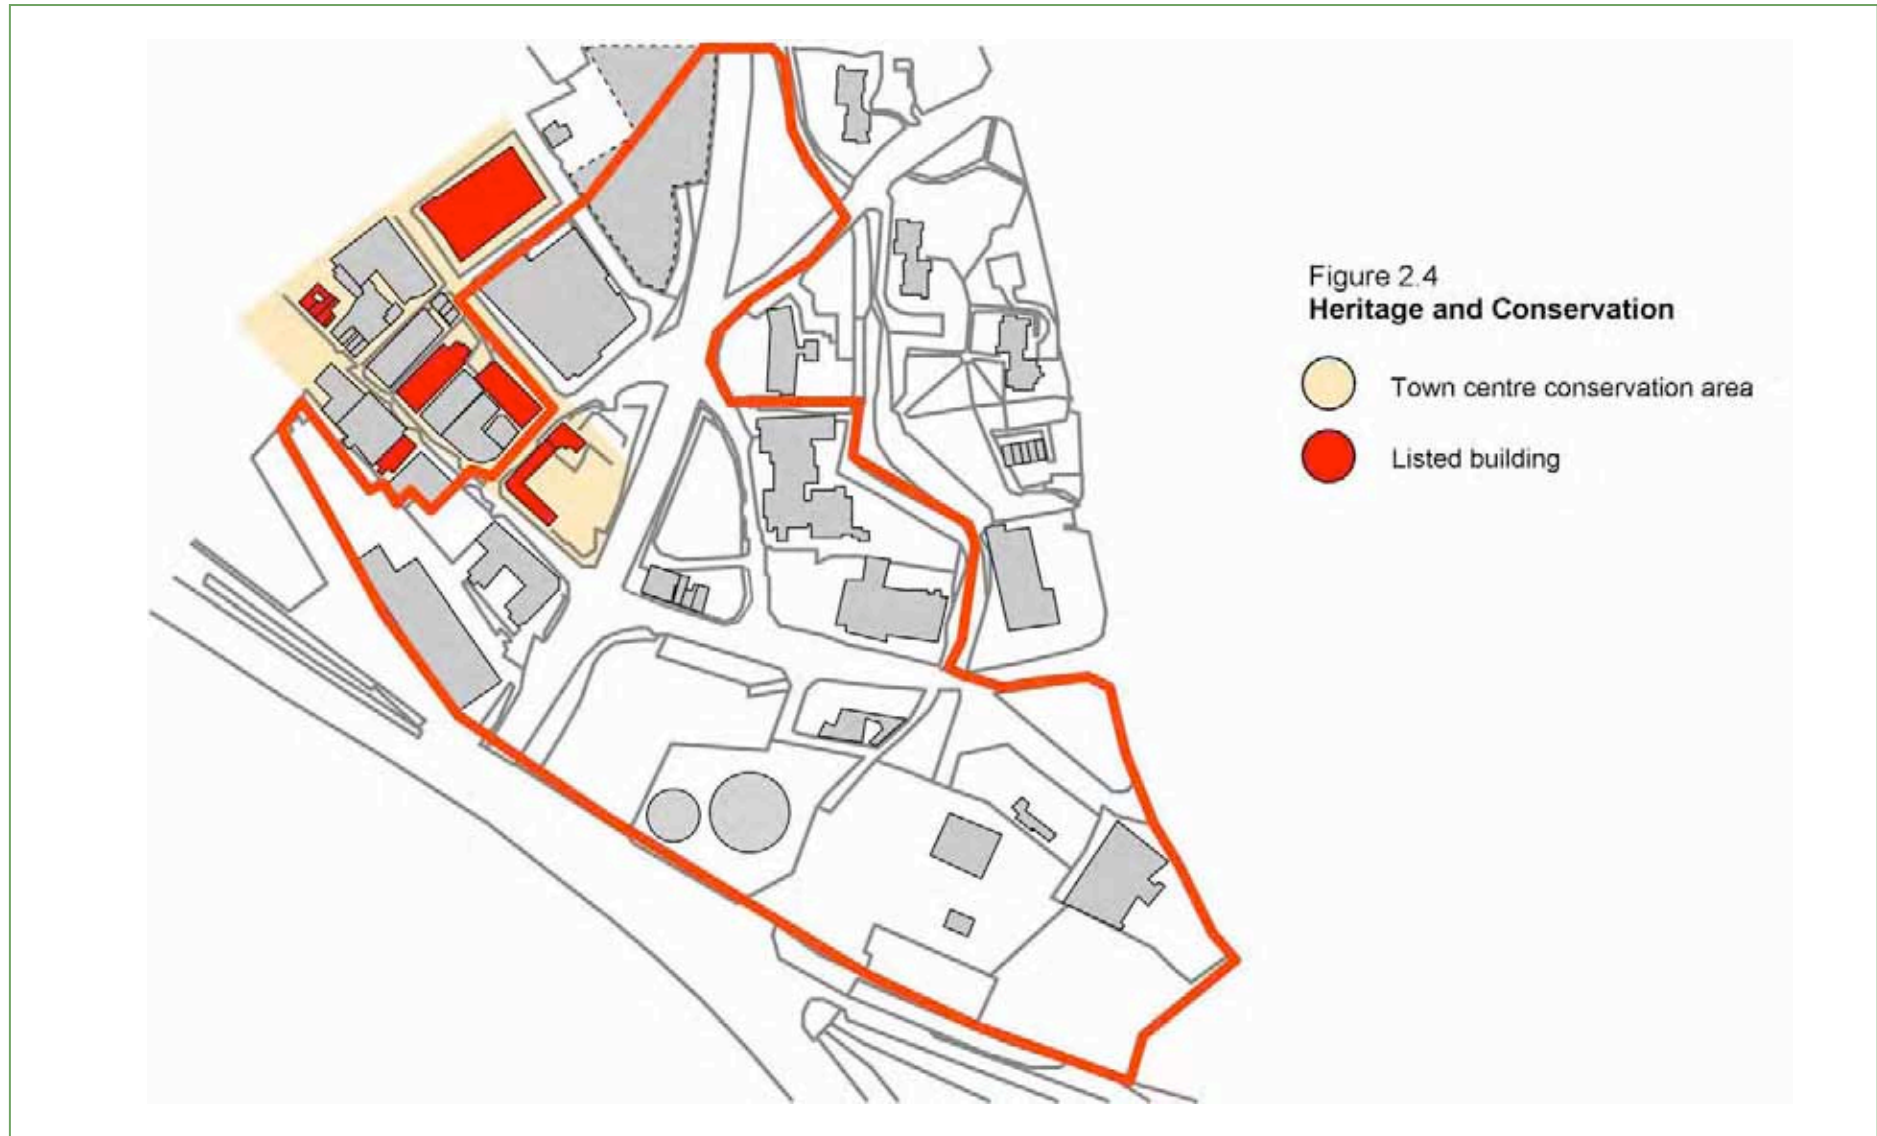 Figure 2.4
Heritage and Conservation
Town centre conservation area
Listed building